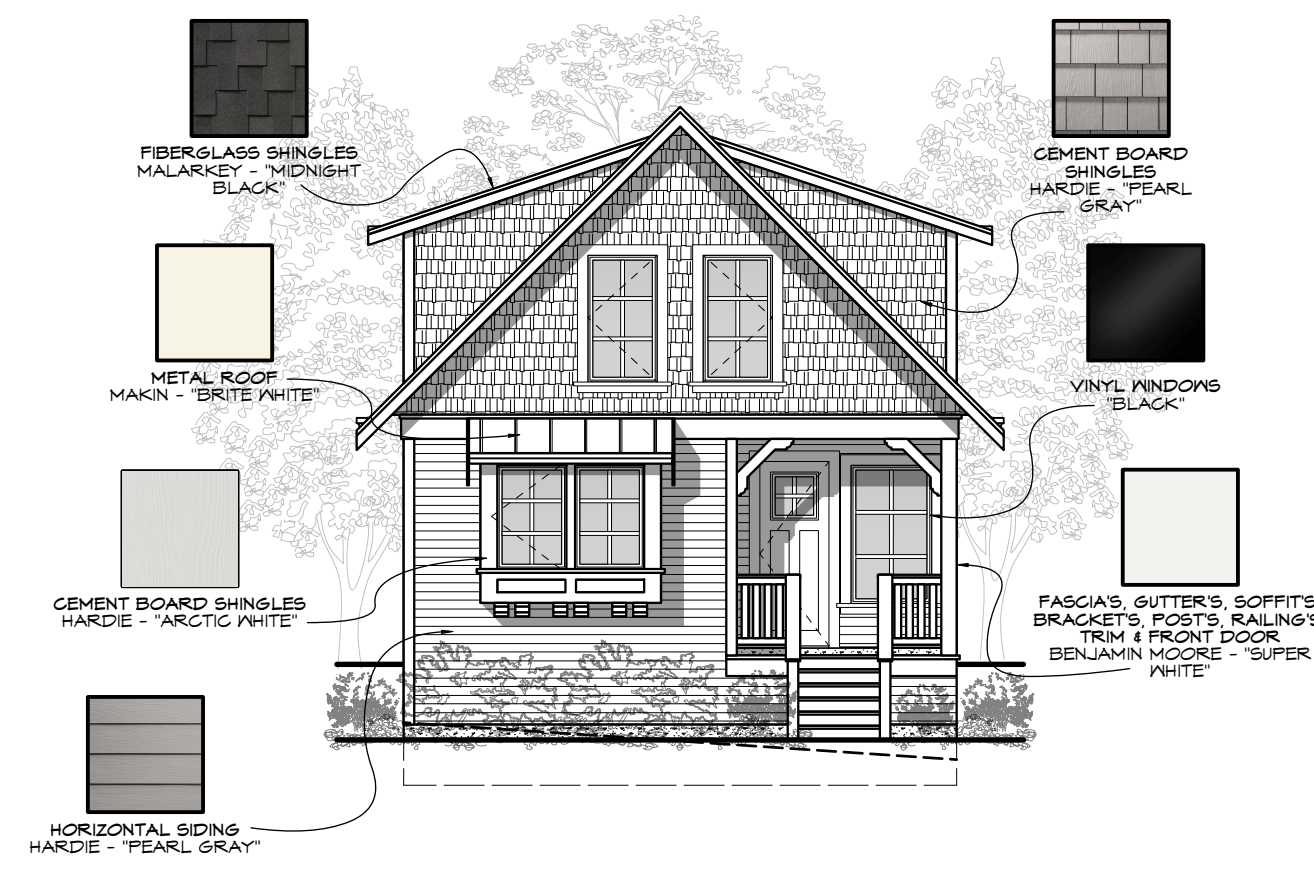 FIBERGLASS SHINGLES
MALARKEY - "MIDNIGHT
BLACK"
METAL ROOF
MAKIN - "BRITE WHITE"
CEMENT BOARD SHINGLES
HARDIE - "ARCTIC WHITE"
HORIZONTAL SIDING
HARDIE - "PEARL GRAY"
CEMENT BOARD
SHINGLES
HARDIE - "PEARL
GRAY"
VINYL WINDOWS
"BLACK"
FASCIA'S, GUTTER'S, SOFFIT'S
BRACKET'S, POST'S, RAILING'S
TRIM & FRONT DOOR
BENJAMIN MOORE - "SUPER
WHITE"